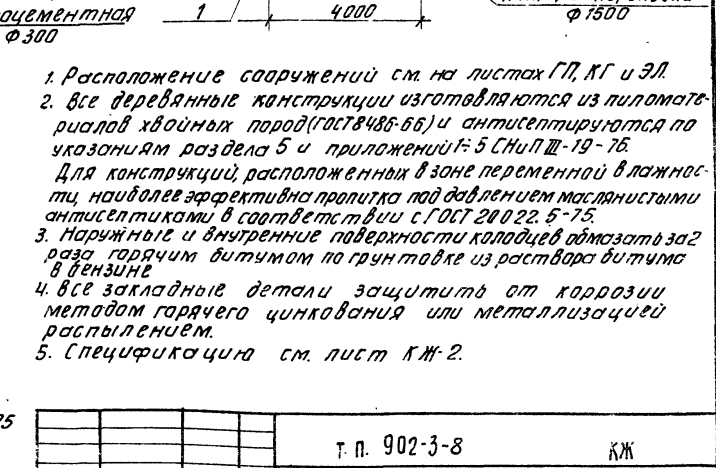 1 4000
Ф300 Ф1500
1. Расположение сооружений см. на листах ГП, КГ и ЭЛ.
2. Все деревянные конструкции изготовляются из пиломате-
риалов хвойных пород (ГОСТ 8486-66) и антисептируются по
указаниям раздела 5 и приложений 1÷5 СНиП III-19-76.
Для конструкций, расположенных в зоне переменной влажнос-
ти, наиболее эффективна пропитка под давлением маслянистыми
антисептиками в соответствии с ГОСТ 20022.5-75.
3. Наружные и внутренние поверхности колодцев обмазать за 2
раза горячим битумом по грунтовке из раствора битума
в бензине
4. Все закладные детали защитить от коррозии
методом горячего цинкования или металлизацией
распылением.
5. Спецификацию см. лист КЖ-2.
т.п. 902-3-8 КЖ